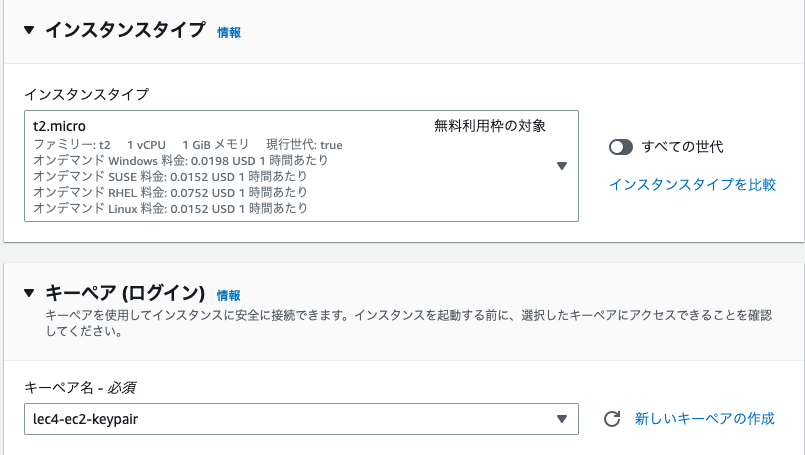 インスタンスタイプ 情報
インスタンスタイプ
t2.micro 無料利用枠の対象
ファミリー: t2 1 vCPU 1 GiB メモリ 現行世代: true
オンデマンド Windows 料金: 0.0198 USD 1 時間あたり
オンデマンド SUSE 料金: 0.0152 USD 1 時間あたり
オンデマンド RHEL 料金: 0.0752 USD 1 時間あたり
オンデマンド Linux 料金: 0.0152 USD 1 時間あたり
すべての世代
インスタンスタイプを比較
キーペア (ログイン) 情報
キーペアを使用してインスタンスに安全に接続できます。インスタンスを起動する前に、選択したキーペアにアクセスできることを確認
してください。
キーペア名 - 必須
lec4-ec2-keypair
新しいキーペアの作成